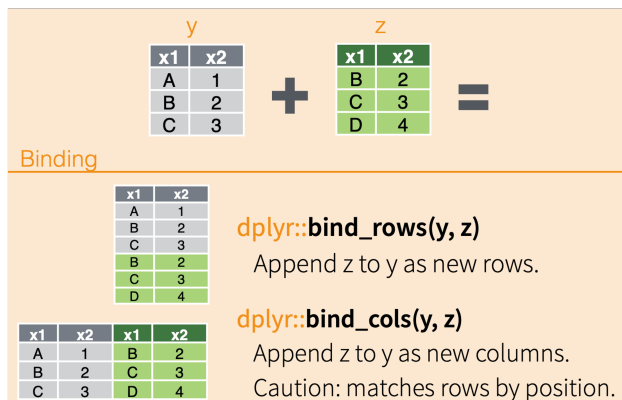 y z
x1 x2 x1 x2
A 1 + B 2 =
B 2 C 3
C 3 D 4
Binding
x1 x2
A 1
B 2
C 3
B 2
C 3
D 4
dplyr::bind_rows(y, z)
Append z to y as new rows.
dplyr::bind_cols(y, z)
Append z to y as new columns.
Caution: matches rows by position.
x1 x2 x1 x2
A 1 B 2
B 2 C 3
C 3 D 4